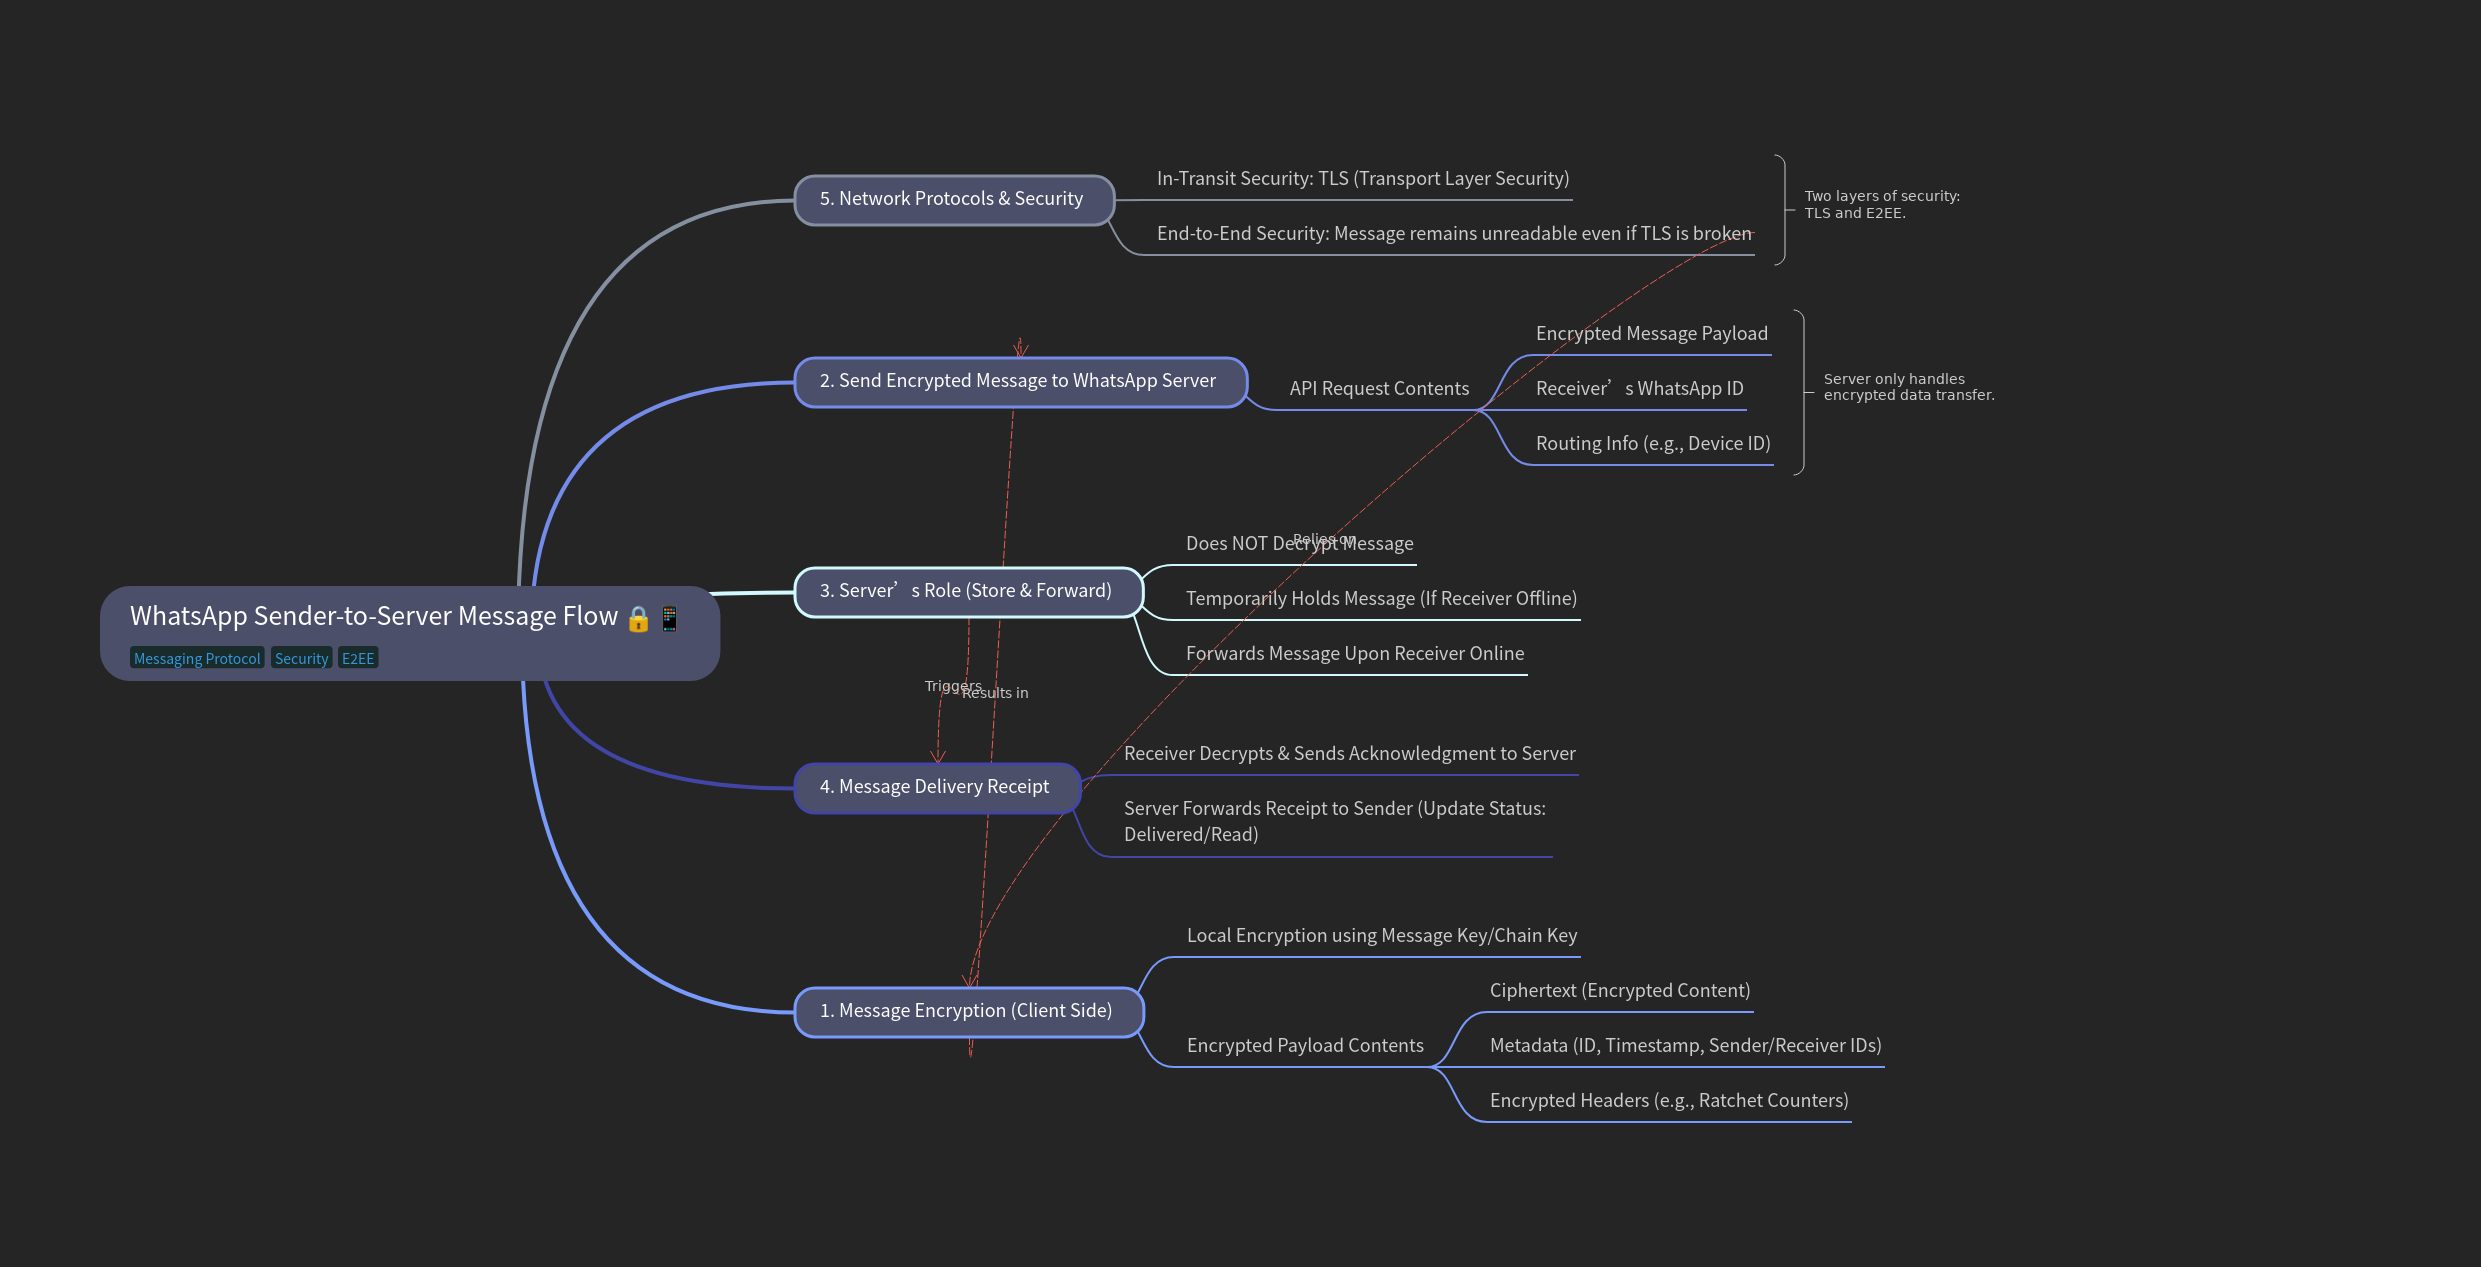 5. Network Protocols & Security
In-Transit Security: TLS (Transport Layer Security)
End-to-End Security: Message remains unreadable even if TLS is broken
Two layers of security:
TLS and E2EE.
2. Send Encrypted Message to WhatsApp Server
API Request Contents
Encrypted Message Payload
Receiver’s WhatsApp ID
Routing Info (e.g., Device ID)
Server only handles
encrypted data transfer.
WhatsApp Sender-to-Server Message Flow 🔒📱
Messaging Protocol Security E2EE
3. Server’s Role (Store & Forward)
Does NOT Decrypt Message
Relies on
Temporarily Holds Message (If Receiver Offline)
Forwards Message Upon Receiver Online
Triggers
Results in
4. Message Delivery Receipt
Receiver Decrypts & Sends Acknowledgment to Server
Server Forwards Receipt to Sender (Update Status:
Delivered/Read)
1. Message Encryption (Client Side)
Local Encryption using Message Key/Chain Key
Encrypted Payload Contents
Ciphertext (Encrypted Content)
Metadata (ID, Timestamp, Sender/Receiver IDs)
Encrypted Headers (e.g., Ratchet Counters)